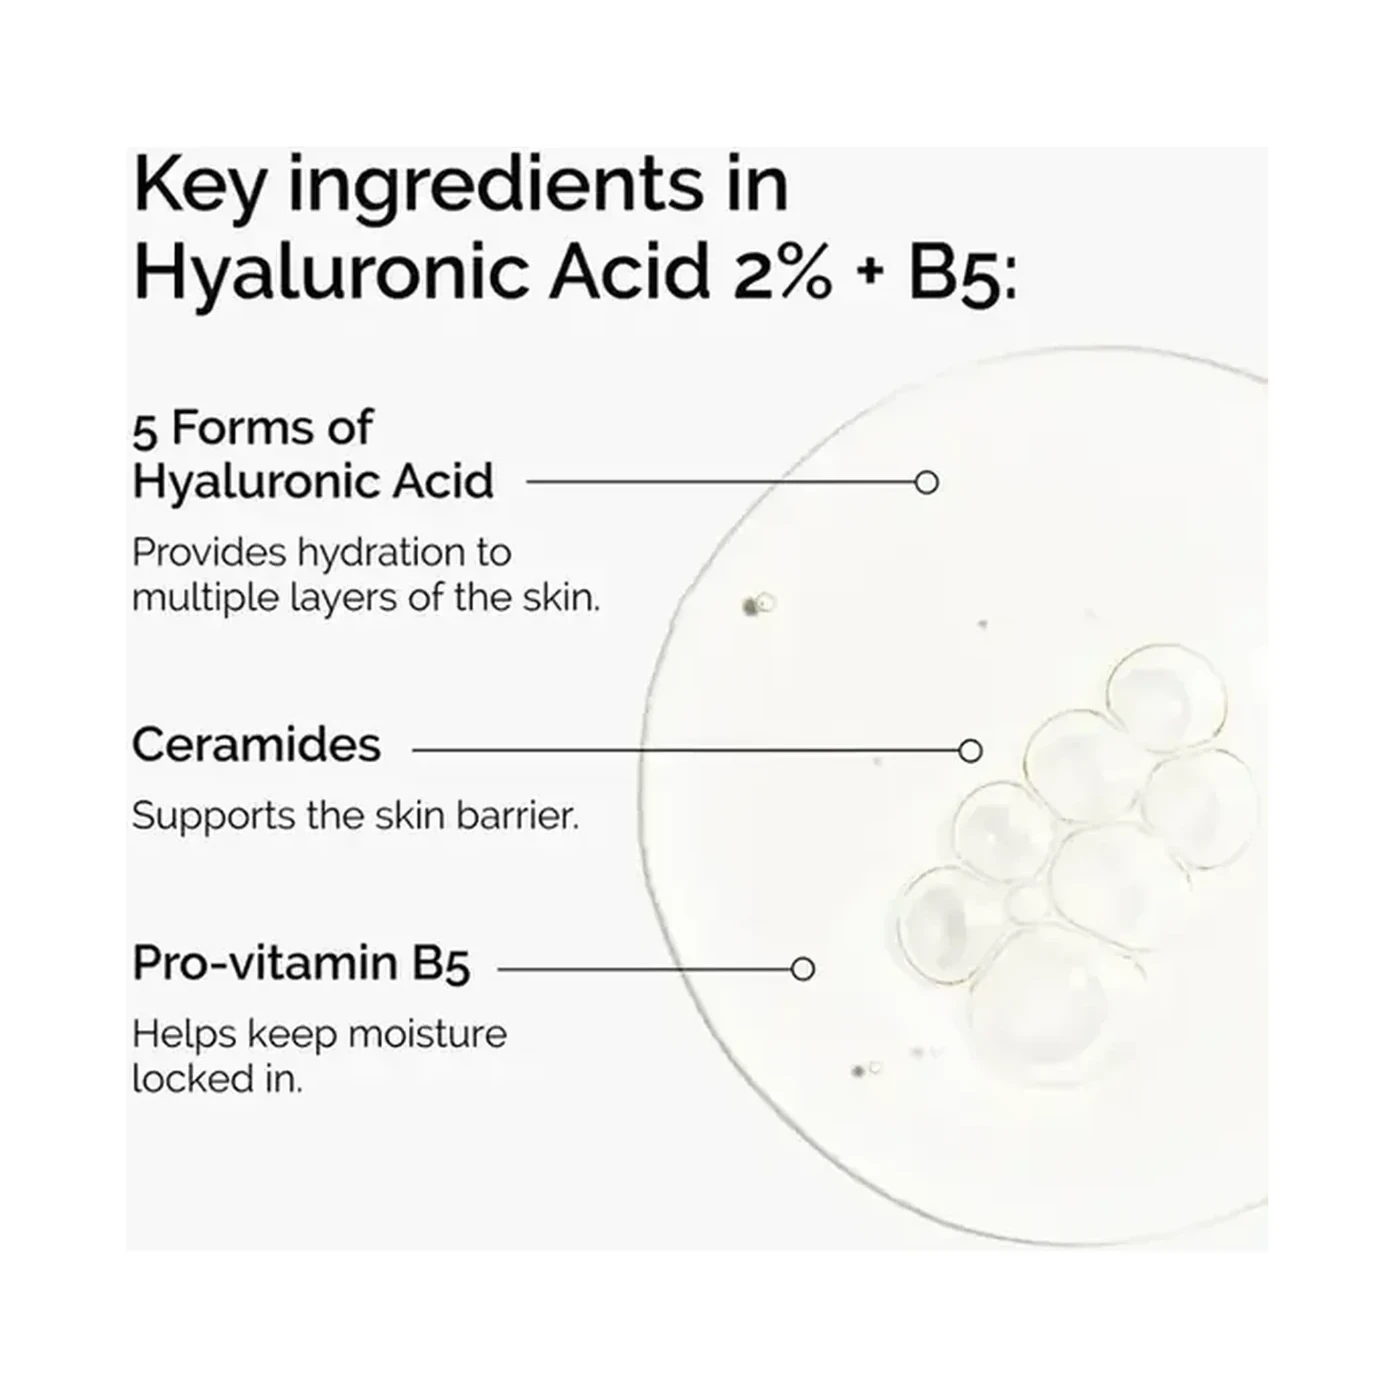 Key ingredients in
Hyaluronic Acid 2% + B5:
5 Forms of
Hyaluronic Acid
Provides hydration to
multiple layers of the skin.
Ceramides
Supports the skin barrier.
Pro-vitamin B5
Helps keep moisture
locked in.